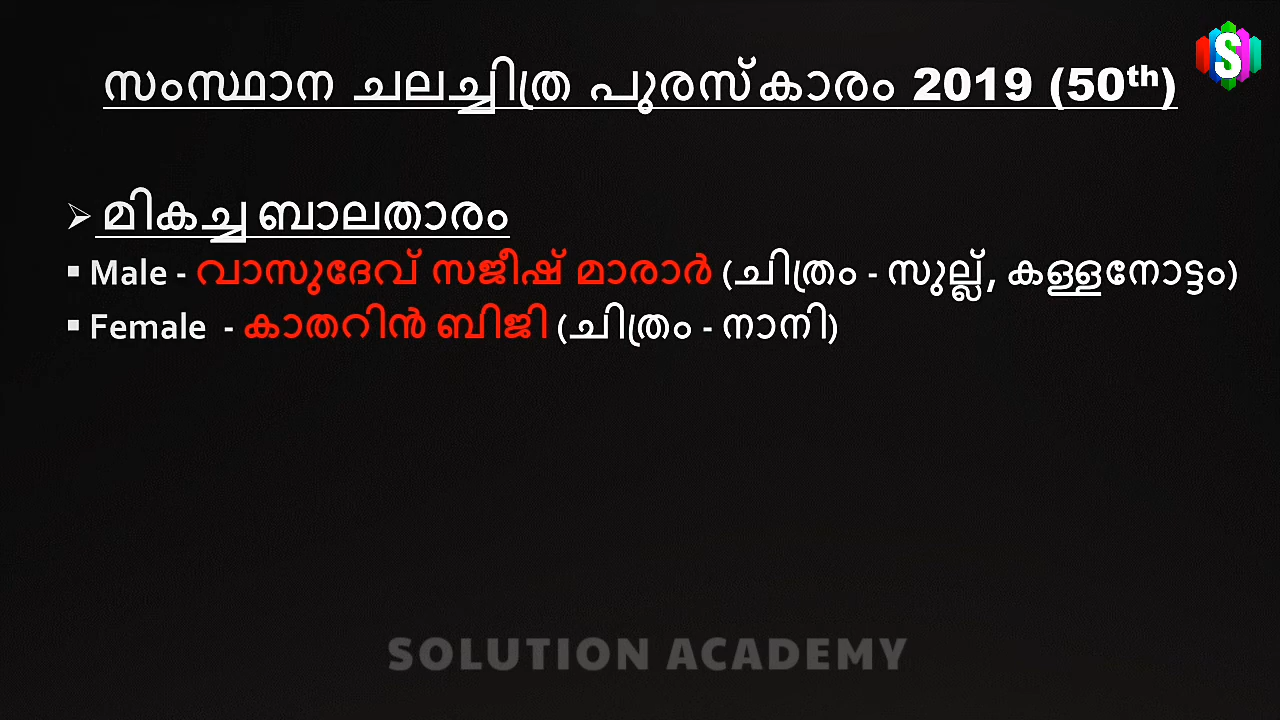 സംസ്ഥാന ചലച്ചിത്ര പുരസ്കാരം 2019 (50th)
S
➢ മികച്ച ബാലതാരം
▪ Male - വാസുദേവ് സജീഷ് മാരാർ (ചിത്രം - സുല്ല്, കള്ളനോട്ടം)
▪ Female - കാതറിൻ ബിജി (ചിത്രം - നാനി)
SOLUTION ACADEMY